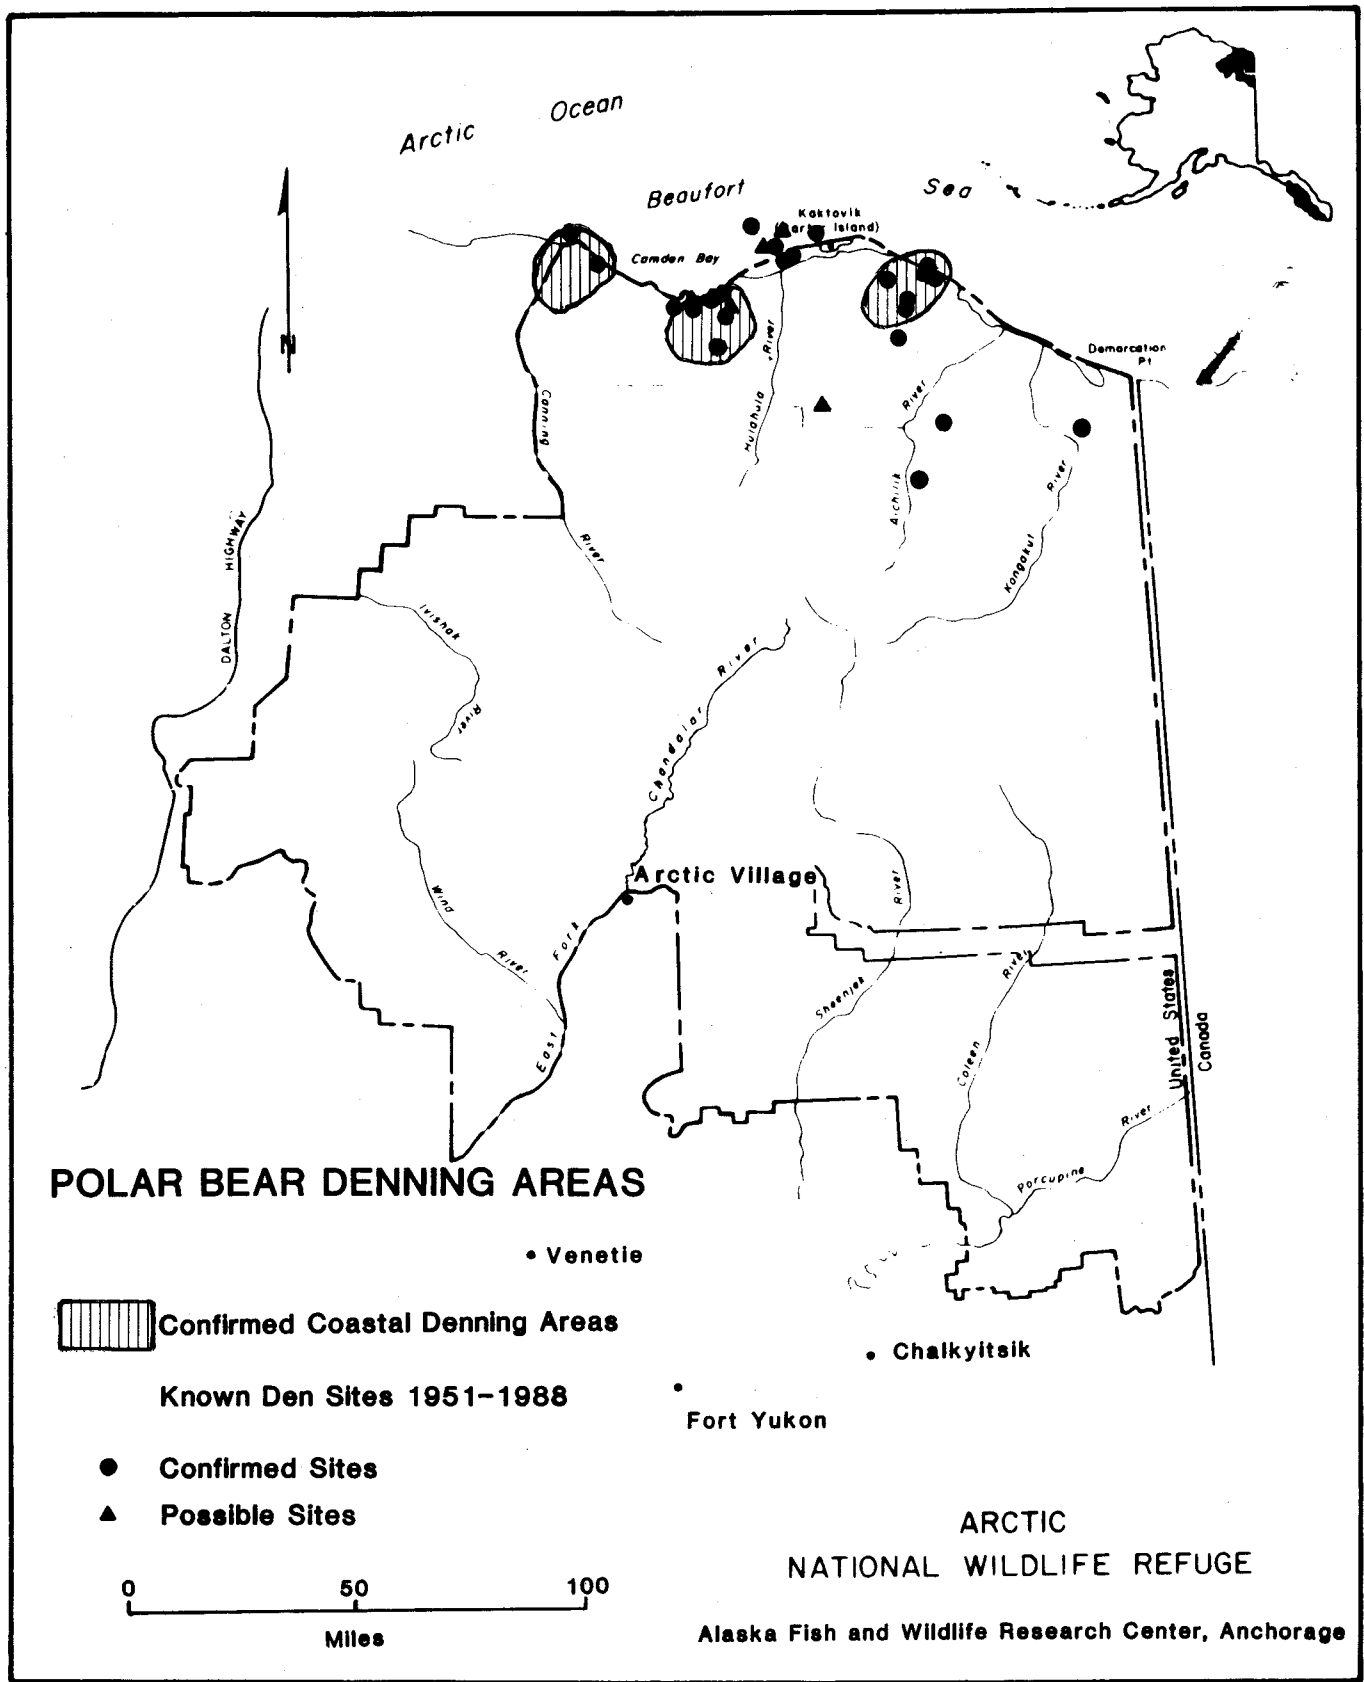 Arctic Ocean
Beaufort Sea
Kaktovik
Island)
Camden Bay
Demarcation
Pt
N
Canning
River
Hulahula River
Aichilik River
Kongakut River
DALTON HIGHWAY
Ivishak
River
Chandalar River
Arctic Village
Wind
River
East Fork
Sheenjek
River
Coleen
River
United States
Canada
Porcupine
River
POLAR BEAR DENNING AREAS
Venetie
Confirmed Coastal Denning Areas
Chalkyitsik
Known Den Sites 1951-1988
Fort Yukon
Confirmed Sites
Possible Sites
ARCTIC
NATIONAL WILDLIFE REFUGE
0 50 100
Miles
Alaska Fish and Wildlife Research Center, Anchorage